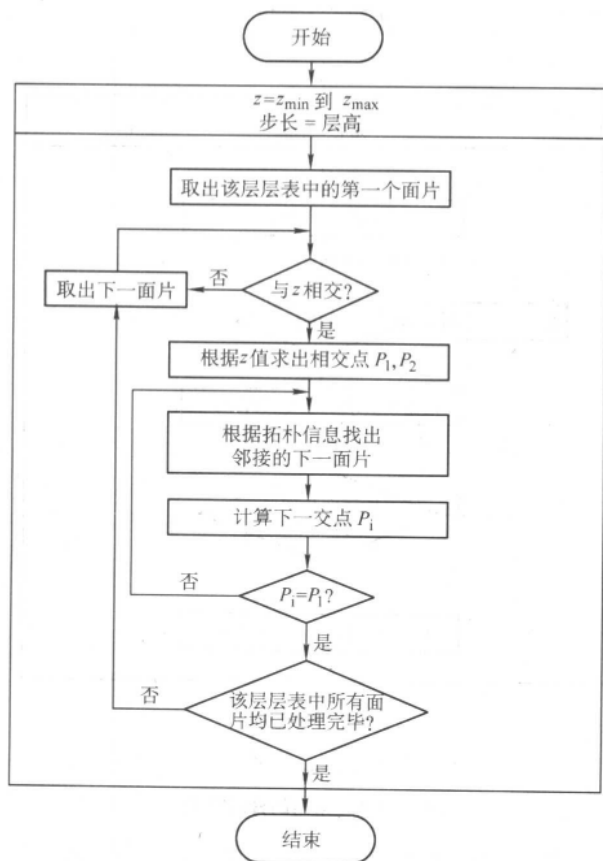 开始
z=zmin 到 zmax
步长 = 层高
取出该层层表中的第一个面片
取出下一面片
否
与z相交?
是
根据z值求出相交点 P1,P2
根据拓朴信息找出
邻接的下一面片
计算下一交点 Pi
否
Pi=P1?
是
否
该层层表中所有面
片均已处理完毕?
是
结束